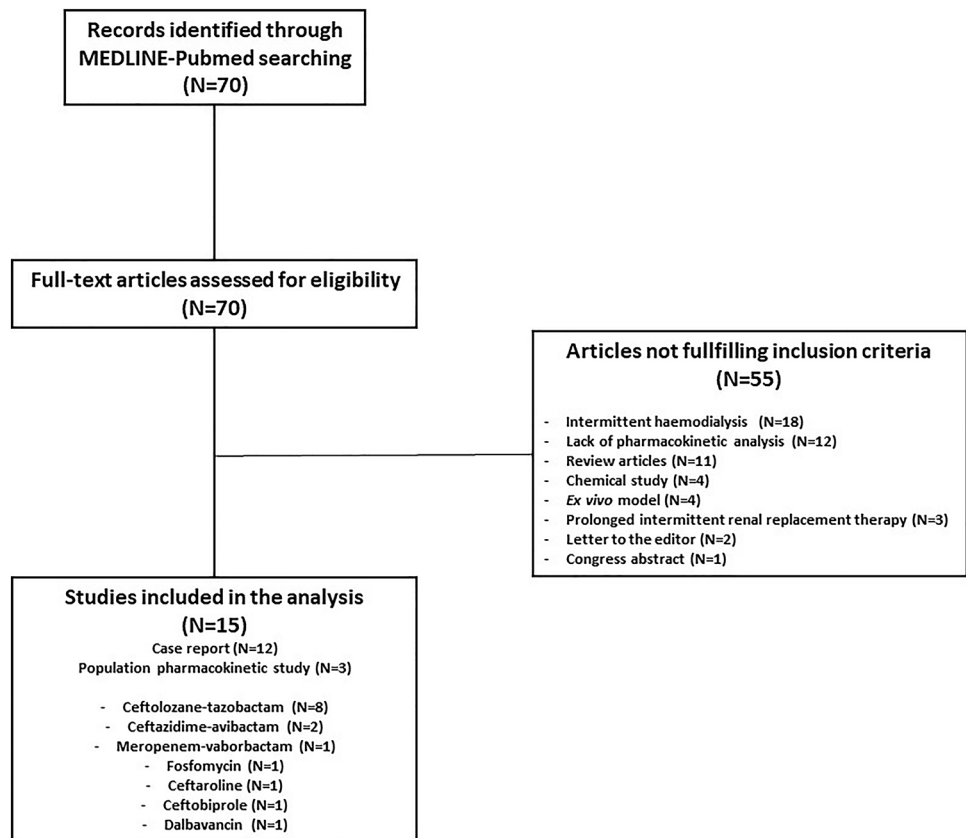 Records identified through
MEDLINE-Pubmed searching
(N=70)
Full-text articles assessed for eligibility
(N=70)
Articles not fullfilling inclusion criteria
(N=55)
- Intermittent haemodialysis (N=18)
- Lack of pharmacokinetic analysis (N=12)
- Review articles (N=11)
- Chemical study (N=4)
- Ex vivo model (N=4)
- Prolonged intermittent renal replacement therapy (N=3)
- Letter to the editor (N=2)
- Congress abstract (N=1)
Studies included in the analysis
(N=15)
Case report (N=12)
Population pharmacokinetic study (N=3)
- Ceftolozane-tazobactam (N=8)
- Ceftazidime-avibactam (N=2)
- Meropenem-vaborbactam (N=1)
- Fosfomycin (N=1)
- Ceftaroline (N=1)
- Ceftobiprole (N=1)
- Dalbavancin (N=1)